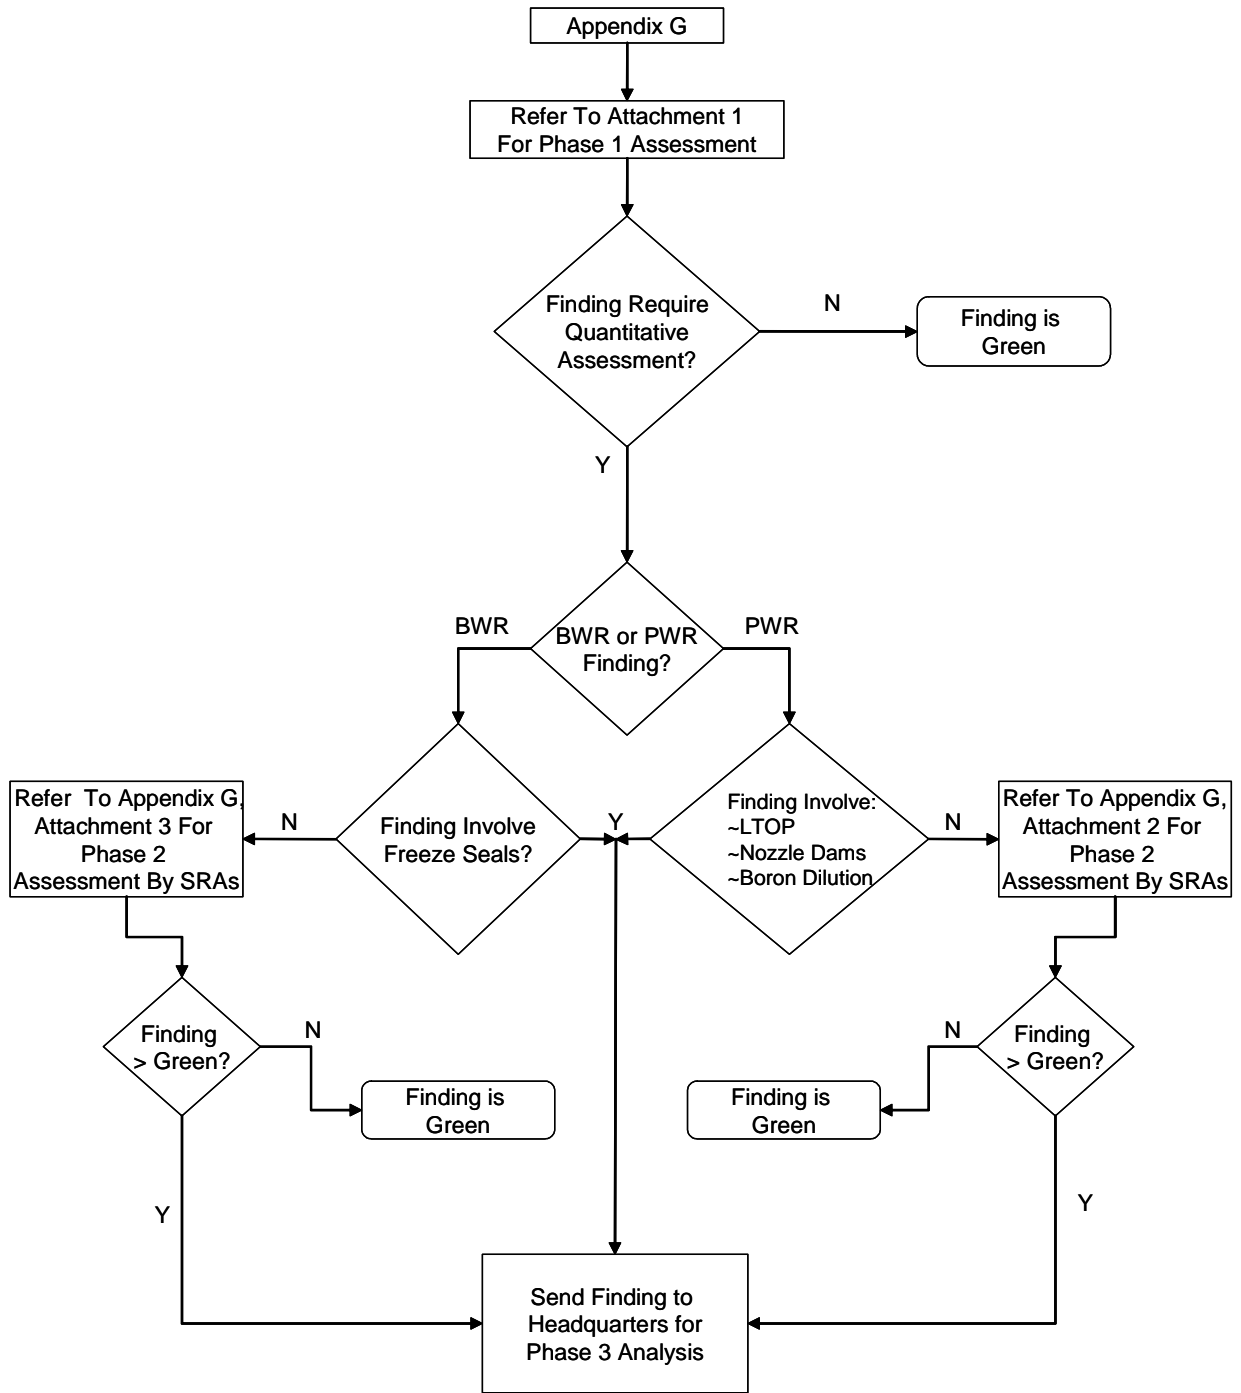 Appendix G
Refer To Attachment 1
For Phase 1 Assessment
Finding Require
Quantitative
Assessment?
N
Finding is
Green
Y
BWR
BWR or PWR
Finding?
PWR
Refer To Appendix G,
Attachment 3 For
Phase 2
Assessment By SRAs
N
Finding Involve
Freeze Seals?
Y
Finding Involve:
~LTOP
~Nozzle Dams
~Boron Dilution
N
Refer To Appendix G,
Attachment 2 For
Phase 2
Assessment By SRAs
Finding
> Green?
N
Finding is
Green
Finding is
Green
N
Finding
> Green?
Y
Y
Send Finding to
Headquarters for
Phase 3 Analysis